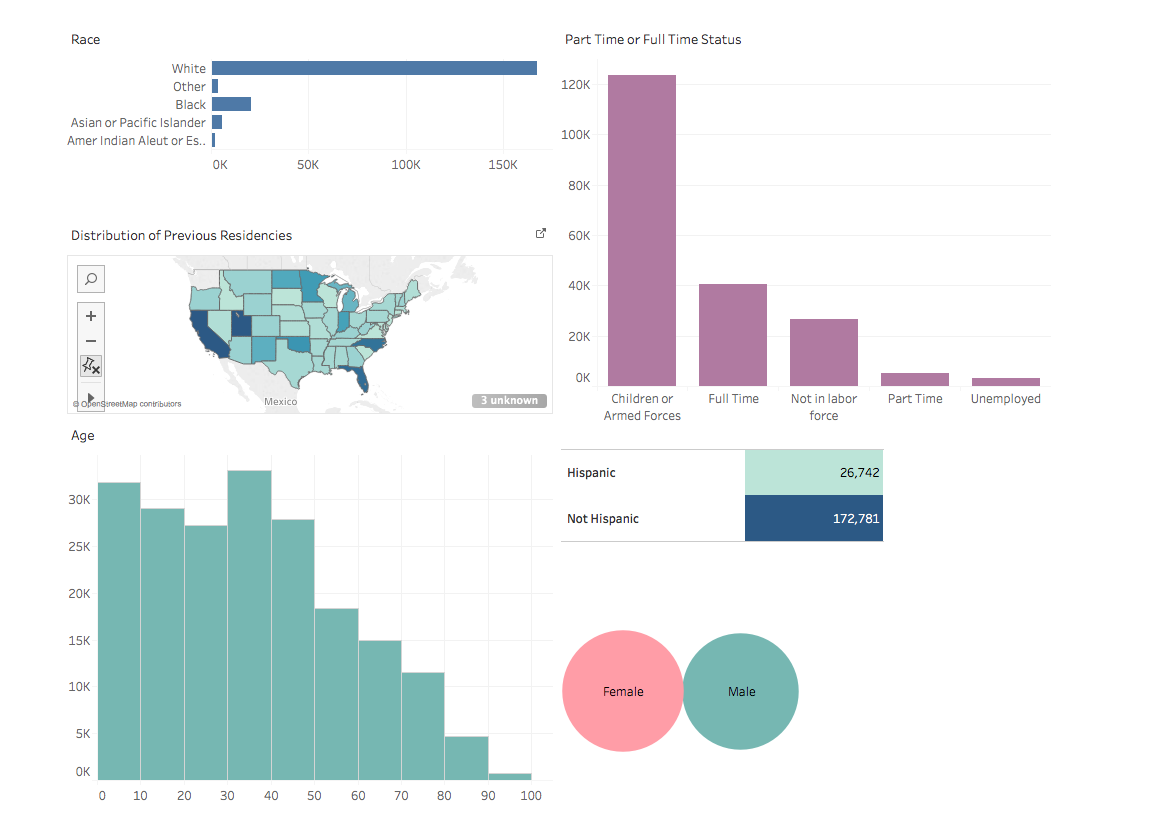 Race
White
Other
Black
Asian or Pacific Islander
Amer Indian Aleut or Es..
0K 50K 100K 150K
Distribution of Previous Residencies
© OpenStreetMap contributors
Mexico
3 unknown
Age
30K
25K
20K
15K
10K
5K
0K
0 10 20 30 40 50 60 70 80 90 100
Part Time or Full Time Status
120K
100K
80K
60K
40K
20K
0K
Children or
Armed Forces
Full Time
Not in labor
force
Part Time
Unemployed
Hispanic 26,742
Not Hispanic 172,781
Female Male